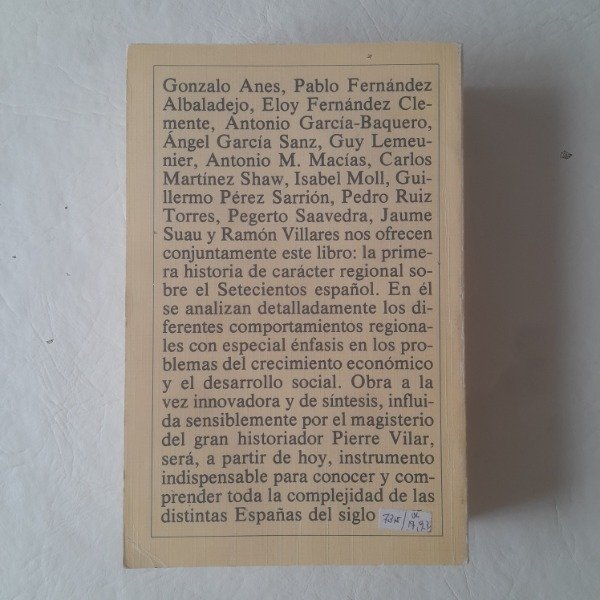 Gonzalo Anes, Pablo Fernández
Albaladejo, Eloy Fernández Cle-
mente, Antonio García-Baquero,
Ángel García Sanz, Guy Lemeu-
nier, Antonio M. Macías, Carlos
Martínez Shaw, Isabel Moll, Gui-
llermo Pérez Sarrión, Pedro Ruiz
Torres, Pegerto Saavedra, Jaume
Suau y Ramón Villares nos ofrecen
conjuntamente este libro: la prime-
ra historia de carácter regional so-
bre el Setecientos español. En él
se analizan detalladamente los di-
ferentes comportamientos regiona-
les con especial énfasis en los pro-
blemas del crecimiento económico
y el desarrollo social. Obra a la
vez innovadora y de síntesis, influi-
da sensiblemente por el magisterio
del gran historiador Pierre Vilar,
será, a partir de hoy, instrumento
indispensable para conocer y com-
prender toda la complejidad de las
distintas Españas del siglo